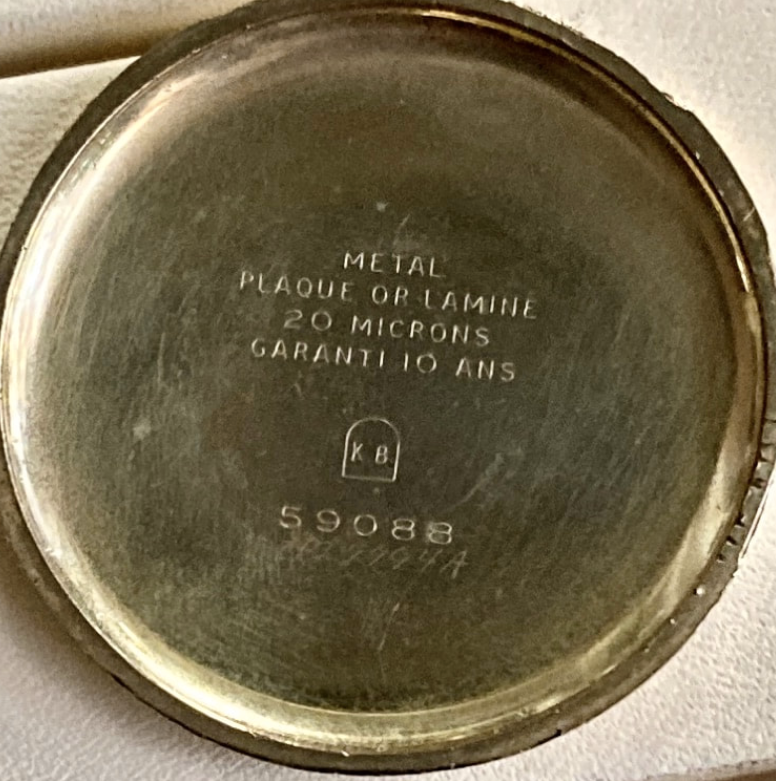 METAL
PLAQUE OR LAMINE
20 MICRONS
GARANTI 10 ANS
K B
59088